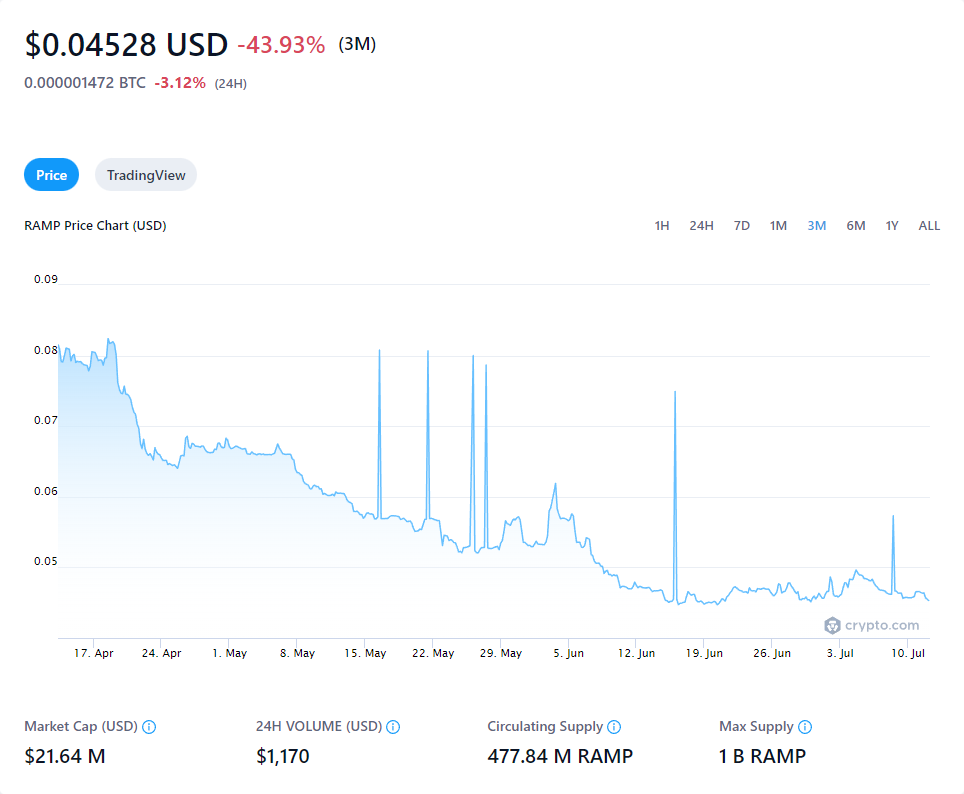 $0.04528 USD -43.93% (3M)
0.000001472 BTC -3.12% (24H)
Price TradingView
RAMP Price Chart (USD) 1H 24H 7D 1M 3M 6M 1Y ALL
0.09
0.08
0.07
0.06
0.05
crypto.com
17. Apr 24. Apr 1. May 8. May 15. May 22. May 29. May 5. Jun 12. Jun 19. Jun 26. Jun 3. Jul 10. Jul
Market Cap (USD) 24H VOLUME (USD) Circulating Supply Max Supply
$21.64 M $1,170 477.84 M RAMP 1 B RAMP